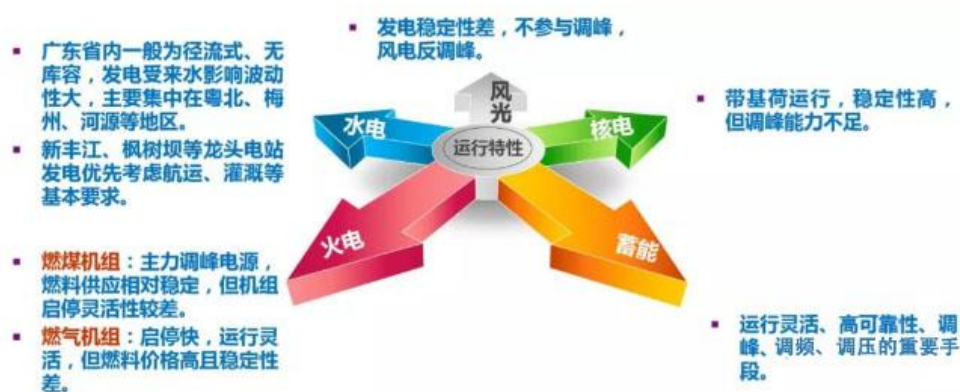 发电稳定性差，不参与调峰，
风电反调峰。
广东省内一般为径流式、无
库容，发电受来水影响波动
性大，主要集中在粤北、梅
州、河源等地区。
新丰江、枫树坝等龙头电站
发电优先考虑航运、灌溉等
基本要求。
风光
水电
核电
运行特性
带基荷运行，稳定性高，
但调峰能力不足。
火电
蓄能
燃煤机组：主力调峰电源，
燃料供应相对稳定，但机组
启停灵活性较差。
燃气机组：启停快，运行灵
活，但燃料价格高且稳定性
差。
运行灵活、高可靠性、调
峰、调频、调压的重要手
段。